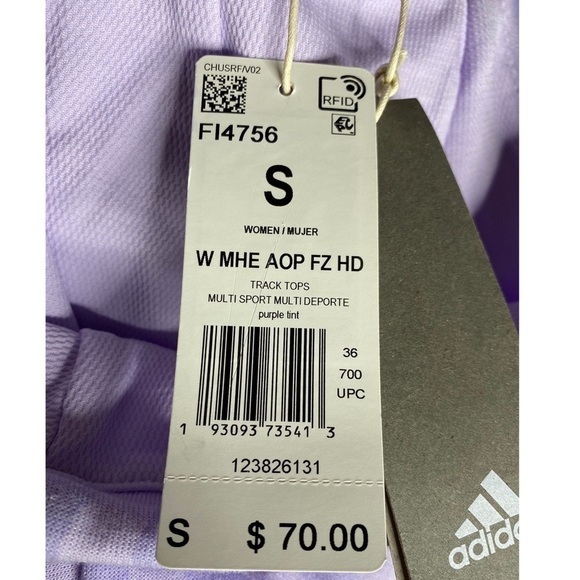 CHUSRF/V02
RFID
FI4756
S
WOMEN / MUJER
W MHE AOP FZ HD
TRACK TOPS
MULTI SPORT MULTI DEPORTE
purple tint
36
700
UPC
1 93093 73541 3
123826131
S $ 70.00
adidas